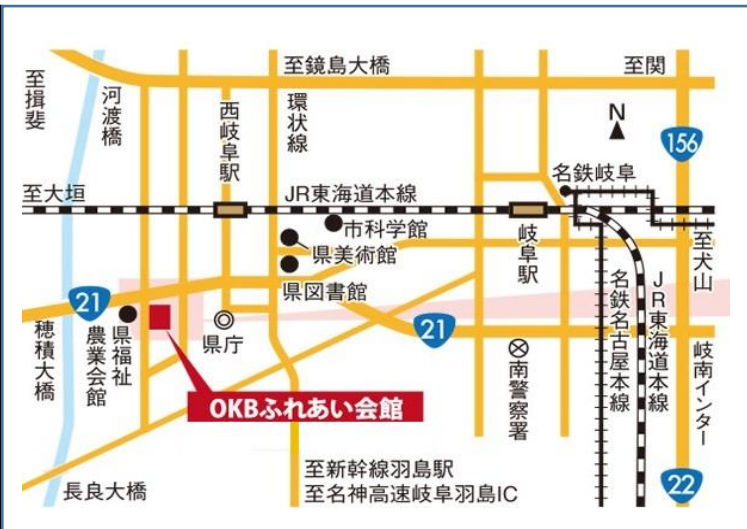 至鏡島大橋
至関
至揖斐
河渡橋
西岐阜駅
環状線
N
156
名鉄岐阜
至大垣
JR東海道本線
市科学館
県美術館
岐阜駅
至犬山
県図書館
21
穂積大橋
県福祉
農業会館
県庁
21
南警察署
名鉄名古屋本線
JR東海道本線
岐南インター
OKBふれあい会館
長良大橋
至新幹線羽島駅
至名神高速岐阜羽島IC
22